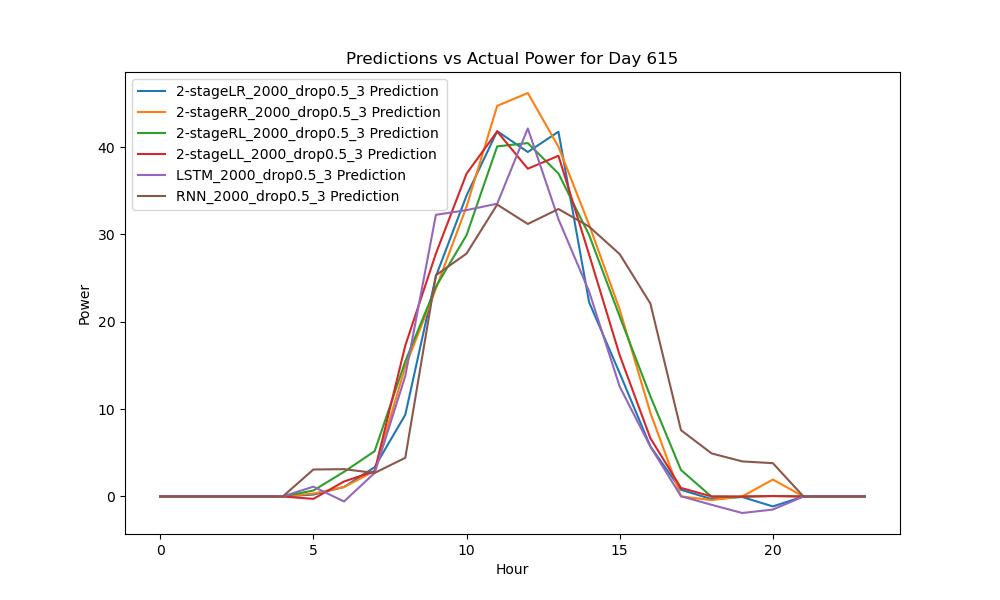 Predictions vs Actual Power for Day 615
2-stageLR_2000_drop0.5_3 Prediction
2-stageRR_2000_drop0.5_3 Prediction
2-stageRL_2000_drop0.5_3 Prediction
2-stageLL_2000_drop0.5_3 Prediction
LSTM_2000_drop0.5_3 Prediction
RNN_2000_drop0.5_3 Prediction
Power
40
30
20
10
0
0 5 10 15 20
Hour